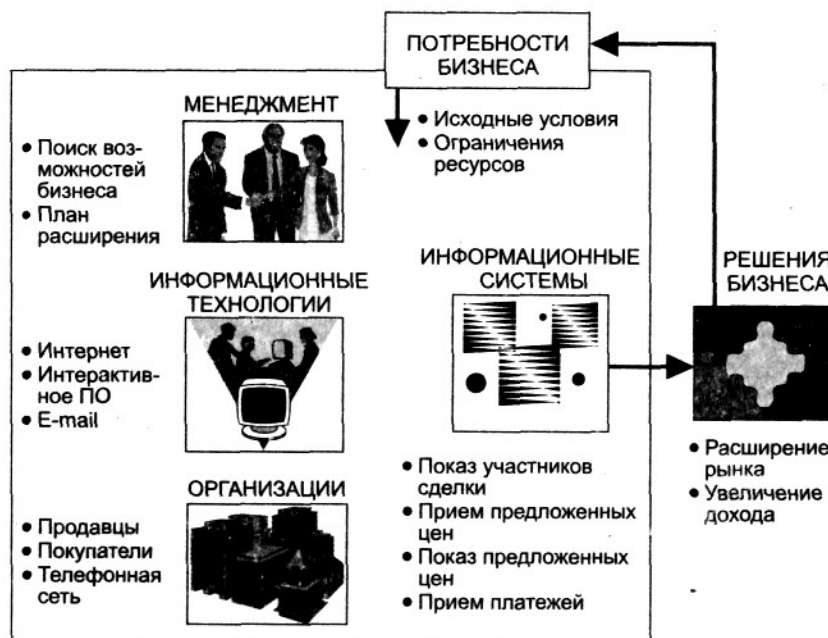 ПОТРЕБНОСТИ
БИЗНЕСА
МЕНЕДЖМЕНТ
• Поиск воз-
можностей
бизнеса
• План
расширения
• Исходные условия
• Ограничения
ресурсов
ИНФОРМАЦИОННЫЕ
ТЕХНОЛОГИИ
• Интернет
• Интерактив-
ное ПО
• E-mail
ОРГАНИЗАЦИИ
• Продавцы
• Покупатели
• Телефонная
сеть
ИНФОРМАЦИОННЫЕ
СИСТЕМЫ
• Показ участников
сделки
• Прием предложенных
цен
• Показ предложенных
цен
• Прием платежей
РЕШЕНИЯ
БИЗНЕСА
• Расширение
рынка
• Увеличение
дохода